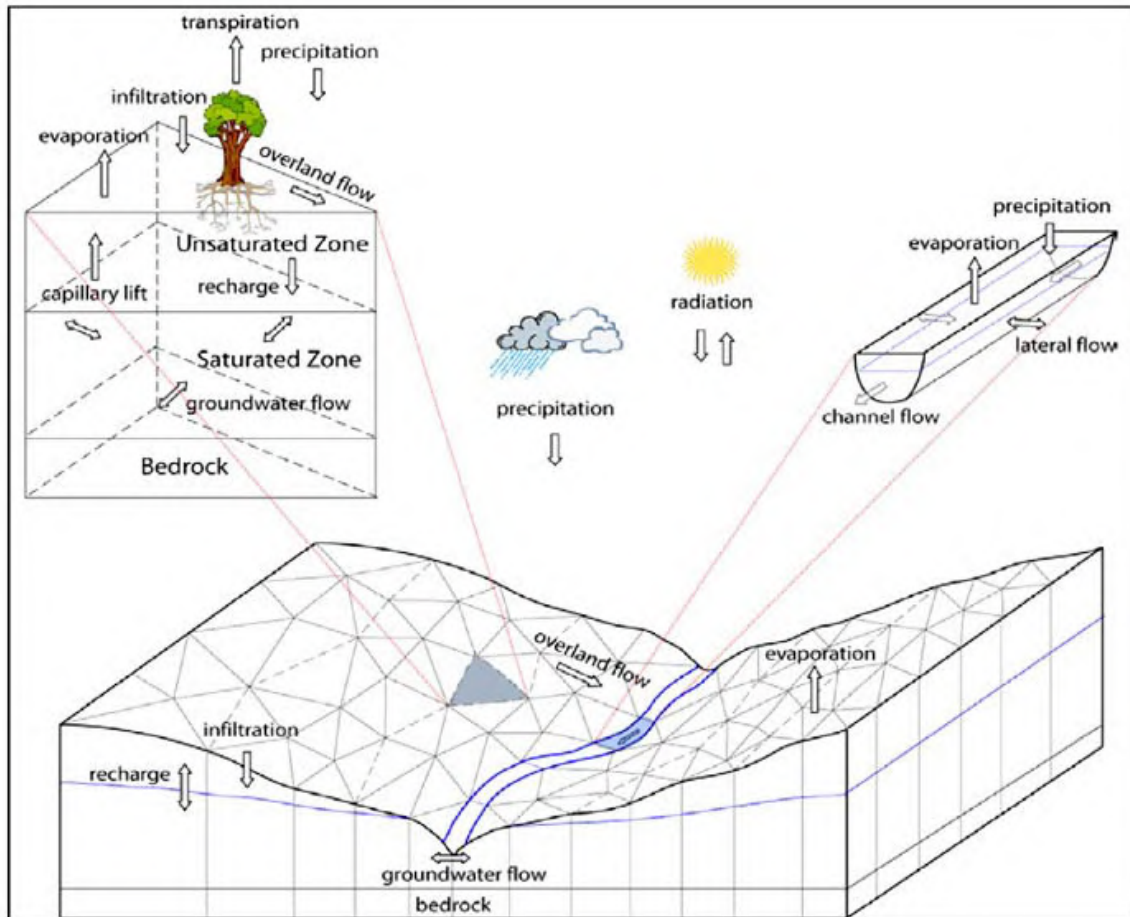 transpiration
precipitation
infiltration
evaporation
overland flow
Unsaturated Zone
recharge
capillary lift
Saturated Zone
groundwater flow
Bedrock
precipitation
radiation
precipitation
evaporation
lateral flow
channel flow
overland flow
evaporation
infiltration
recharge
groundwater flow
bedrock